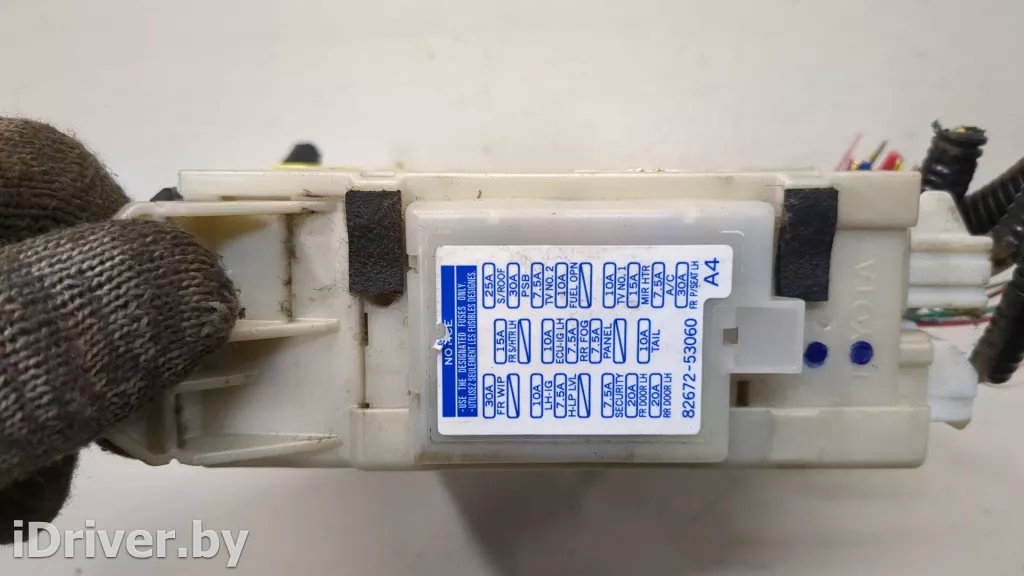 • USE THE DESIGNATED FUSES ONLY.
• UTILISEZ SEULEMENT LES FUSIBLES DESIGNES.
30A 15A 25A
FR WIP FR S/HTR LH S/ROOF
30A
PSB
10A 10A 7.5A
LH-IG ECU-IG LH TV NO. 2
7.5A 7.5A 10A
H-LP LVL RR FOG FUEL OPN
7.5A
PANEL
7.5A 10A
SECURITY TV NO. 1
20A
FR DOOR LH 10A MIR HTR
20A TAIL 7.5A
RR DOOR LH A/C
30A
RR P/SEAT LH
82672-53060 A4
TOYOTA
iDriver.by